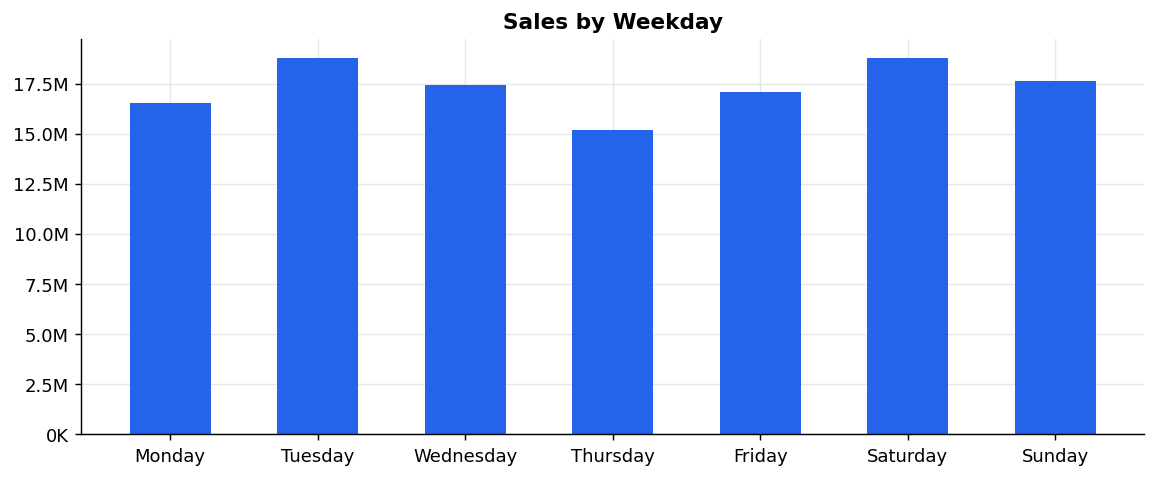 Sales by Weekday
17.5M
15.0M
12.5M
10.0M
7.5M
5.0M
2.5M
0K
Monday Tuesday Wednesday Thursday Friday Saturday Sunday